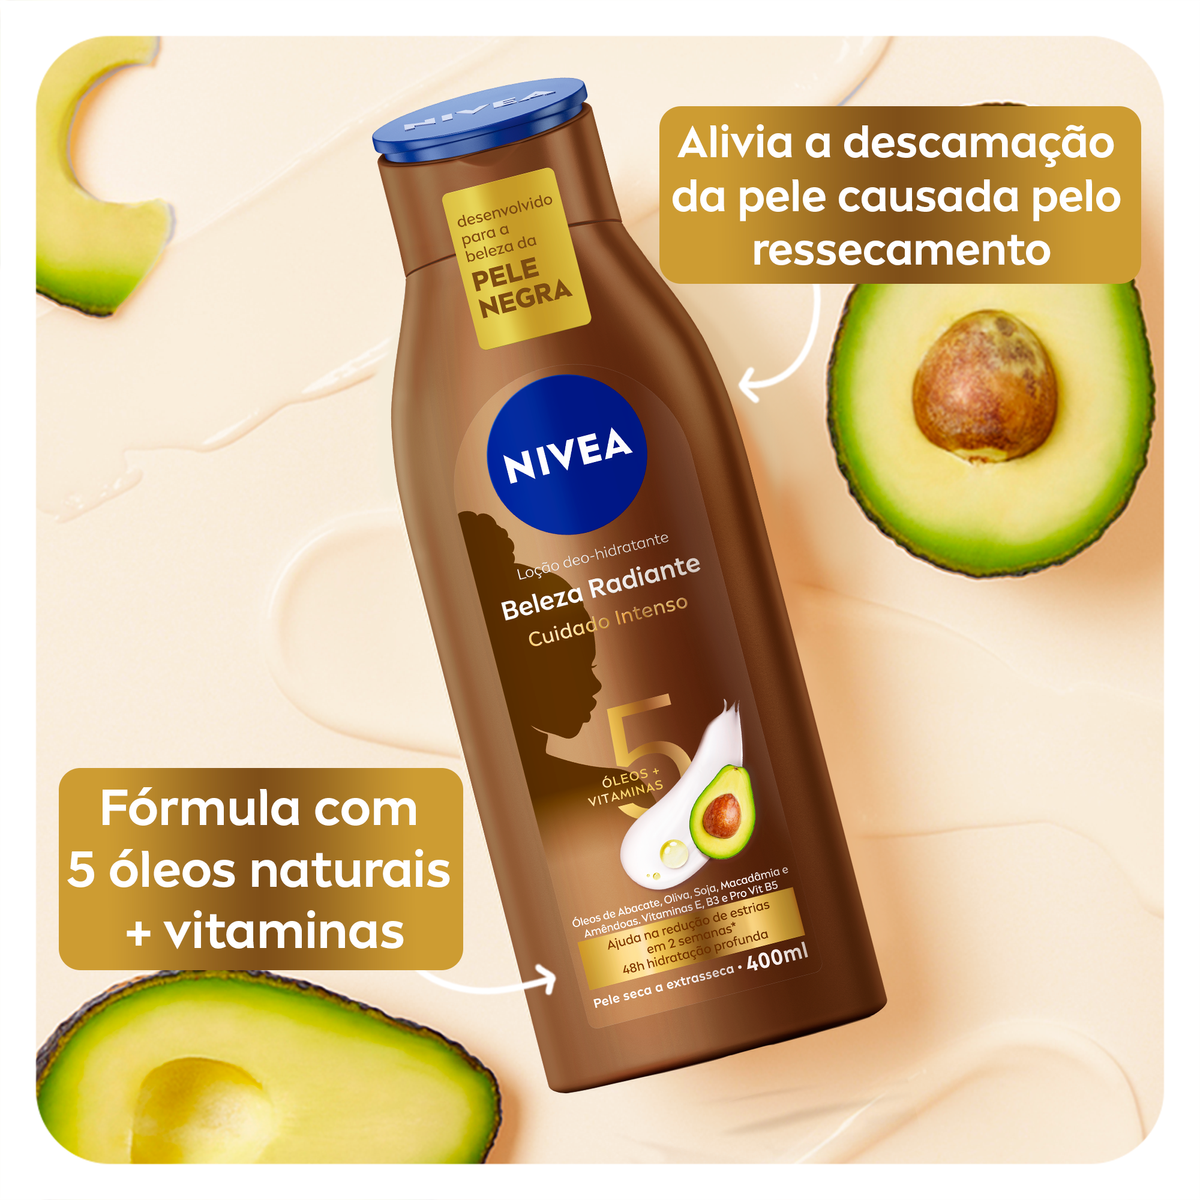 NIVEA
Alivia a descamação
da pele causada pelo
ressecamento
desenvolvido
para a
beleza da
PELE
NEGRA
NIVEA
Loção deo-hidratante
Beleza Radiante
Cuidado Intenso
5
ÓLEOS +
VITAMINAS
Fórmula com
5 óleos naturais
+ vitaminas
Óleos de Abacate, Oliva, Soja, Macadâmia e
Amêndoas, Vitaminas E, B3 e Pro Vit B5
Ajuda na redução de estrias
em 2 semanas*
48h hidratação profunda
Pele seca a extrasseca • 400ml